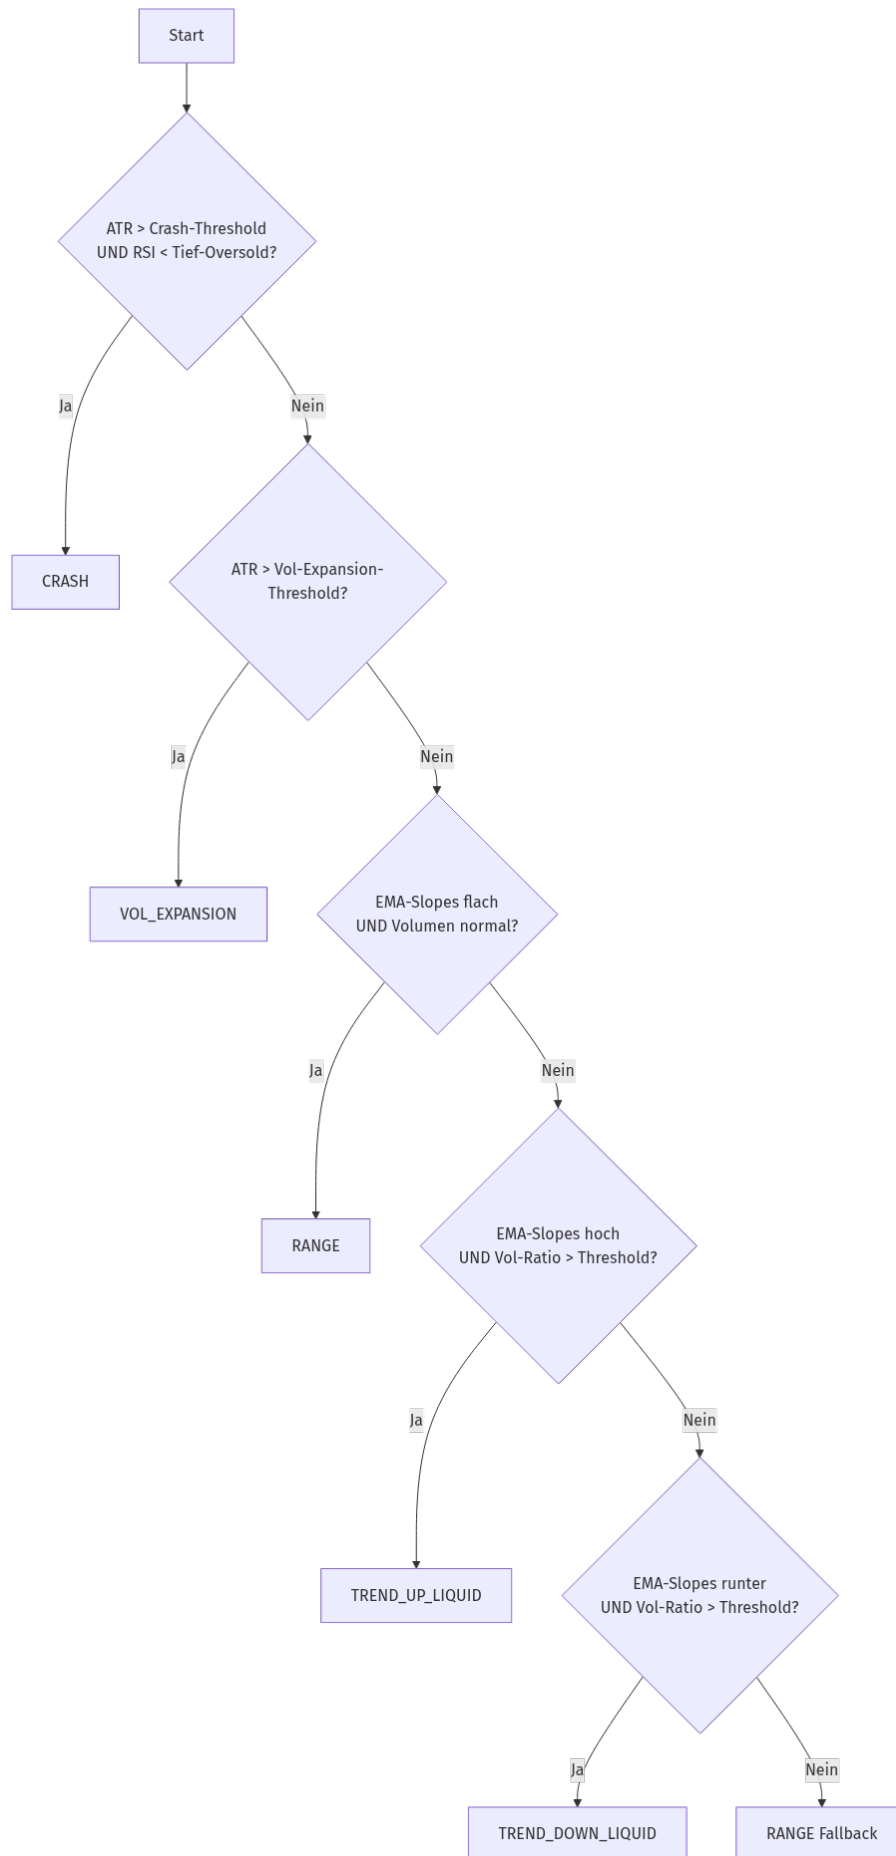 Start
ATR > Crash-Threshold
UND RSI < Tief-Oversold?
Ja
Nein
CRASH
ATR > Vol-Expansion-
Threshold?
Ja
Nein
VOL_EXPANSION
EMA-Slopes flach
UND Volumen normal?
Ja
Nein
RANGE
EMA-Slopes hoch
UND Vol-Ratio > Threshold?
Ja
Nein
TREND_UP_LIQUID
EMA-Slopes runter
UND Vol-Ratio > Threshold?
Ja
Nein
TREND_DOWN_LIQUID
RANGE Fallback